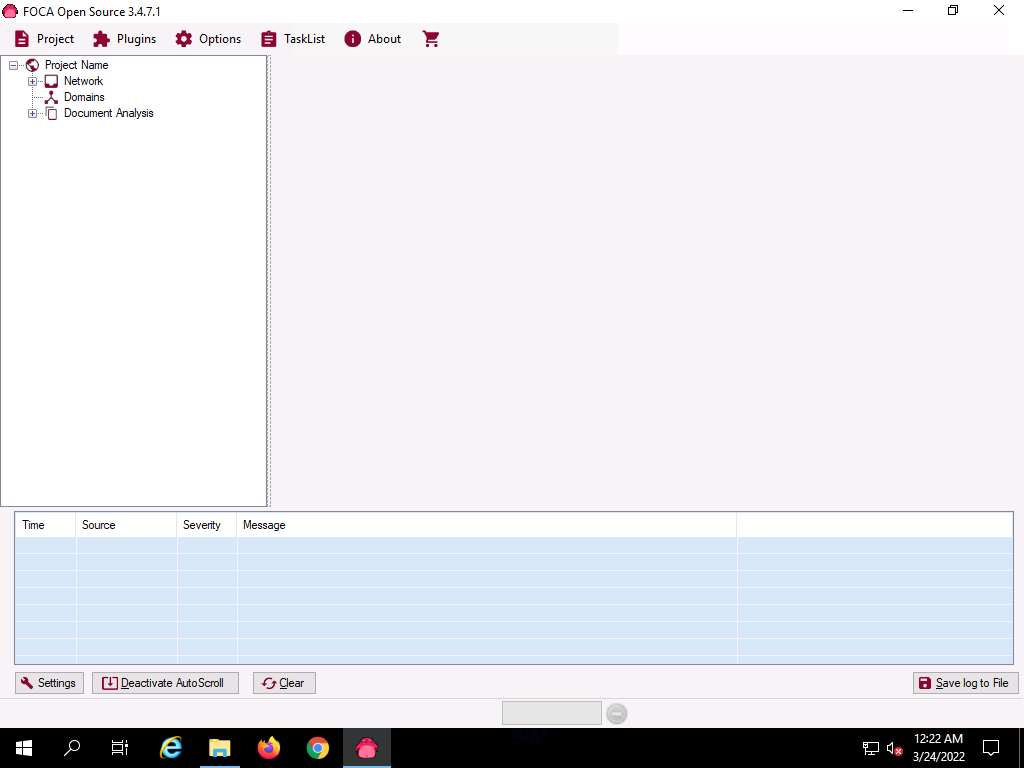 FOCA Open Source 3.4.7.1
Project Plugins Options TaskList About
Project Name
Network
Domains
Document Analysis
Time Source Severity Message
Settings Deactivate AutoScroll Clear Save log to File
12:22 AM
3/24/2022